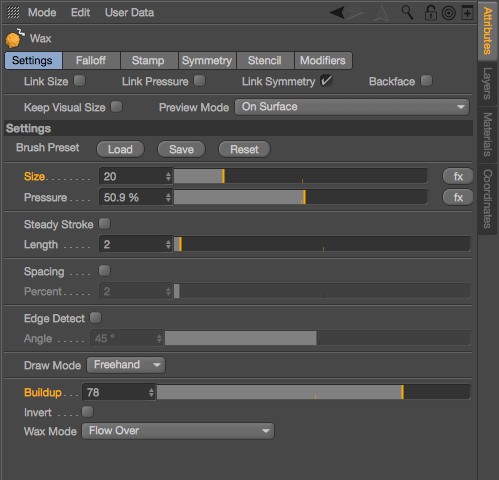 Mode Edit User Data
Wax
Settings Falloff Stamp Symmetry Stencil Modifiers
Link Size Link Pressure Link Symmetry Backface
Keep Visual Size Preview Mode On Surface
Settings
Brush Preset Load Save Reset
Size . . . . . . . . 20 fx
Pressure . . . . . 50.9 % fx
Steady Stroke
Length . . . . . 2
Spacing . . . .
Percent . . . . . 2
Edge Detect
Angle . . . . . 45 °
Draw Mode Freehand
Buildup . . . 78
Invert . . . .
Wax Mode Flow Over
Attributes
Layers
Materials
Coordinates